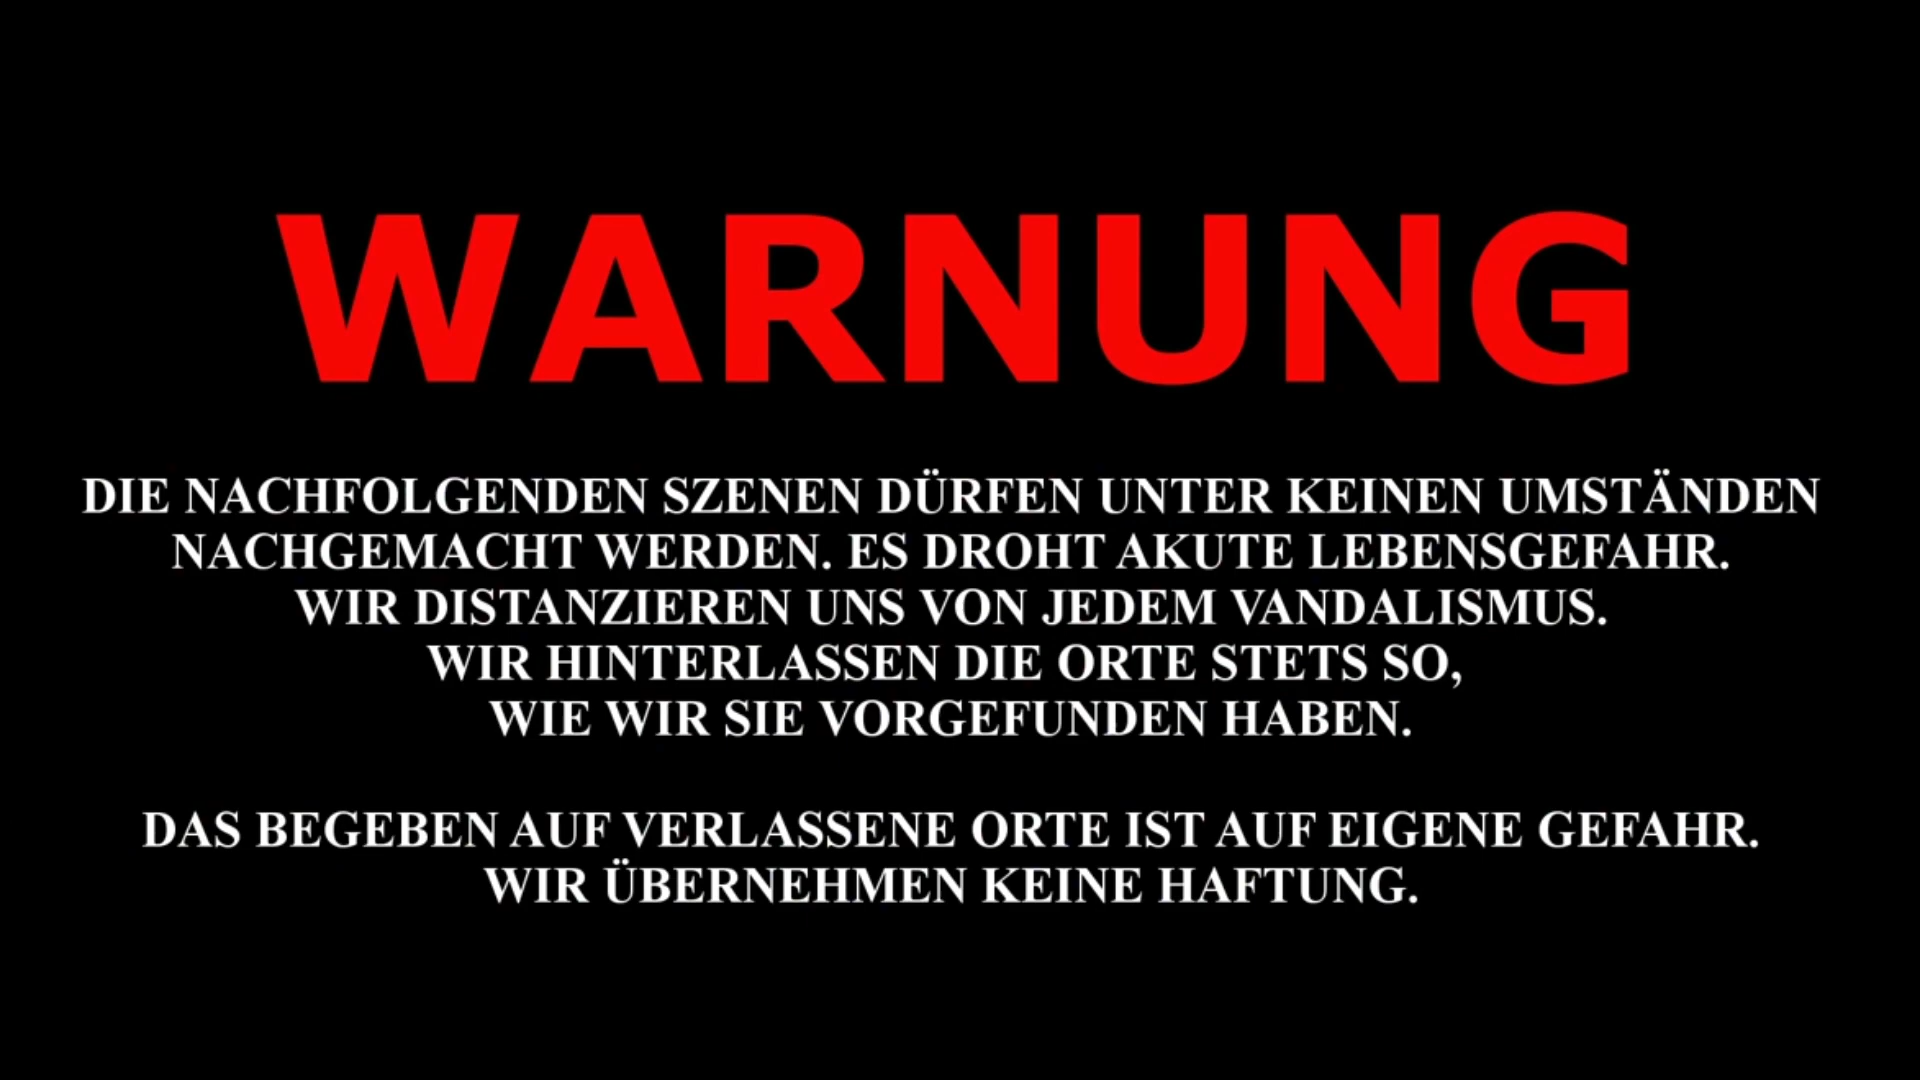 WARNUNG
DIE NACHFOLGENDEN SZENEN DÜRFEN UNTER KEINEN UMSTÄNDEN
NACHGEMACHT WERDEN. ES DROHT AKUTE LEBENSGEFAHR.
WIR DISTANZIEREN UNS VON JEDEM VANDALISMUS.
WIR HINTERLASSEN DIE ORTE STETS SO,
WIE WIR SIE VORGEFUNDEN HABEN.
DAS BEGEBEN AUF VERLASSENE ORTE IST AUF EIGENE GEFAHR.
WIR ÜBERNEHMEN KEINE HAFTUNG.